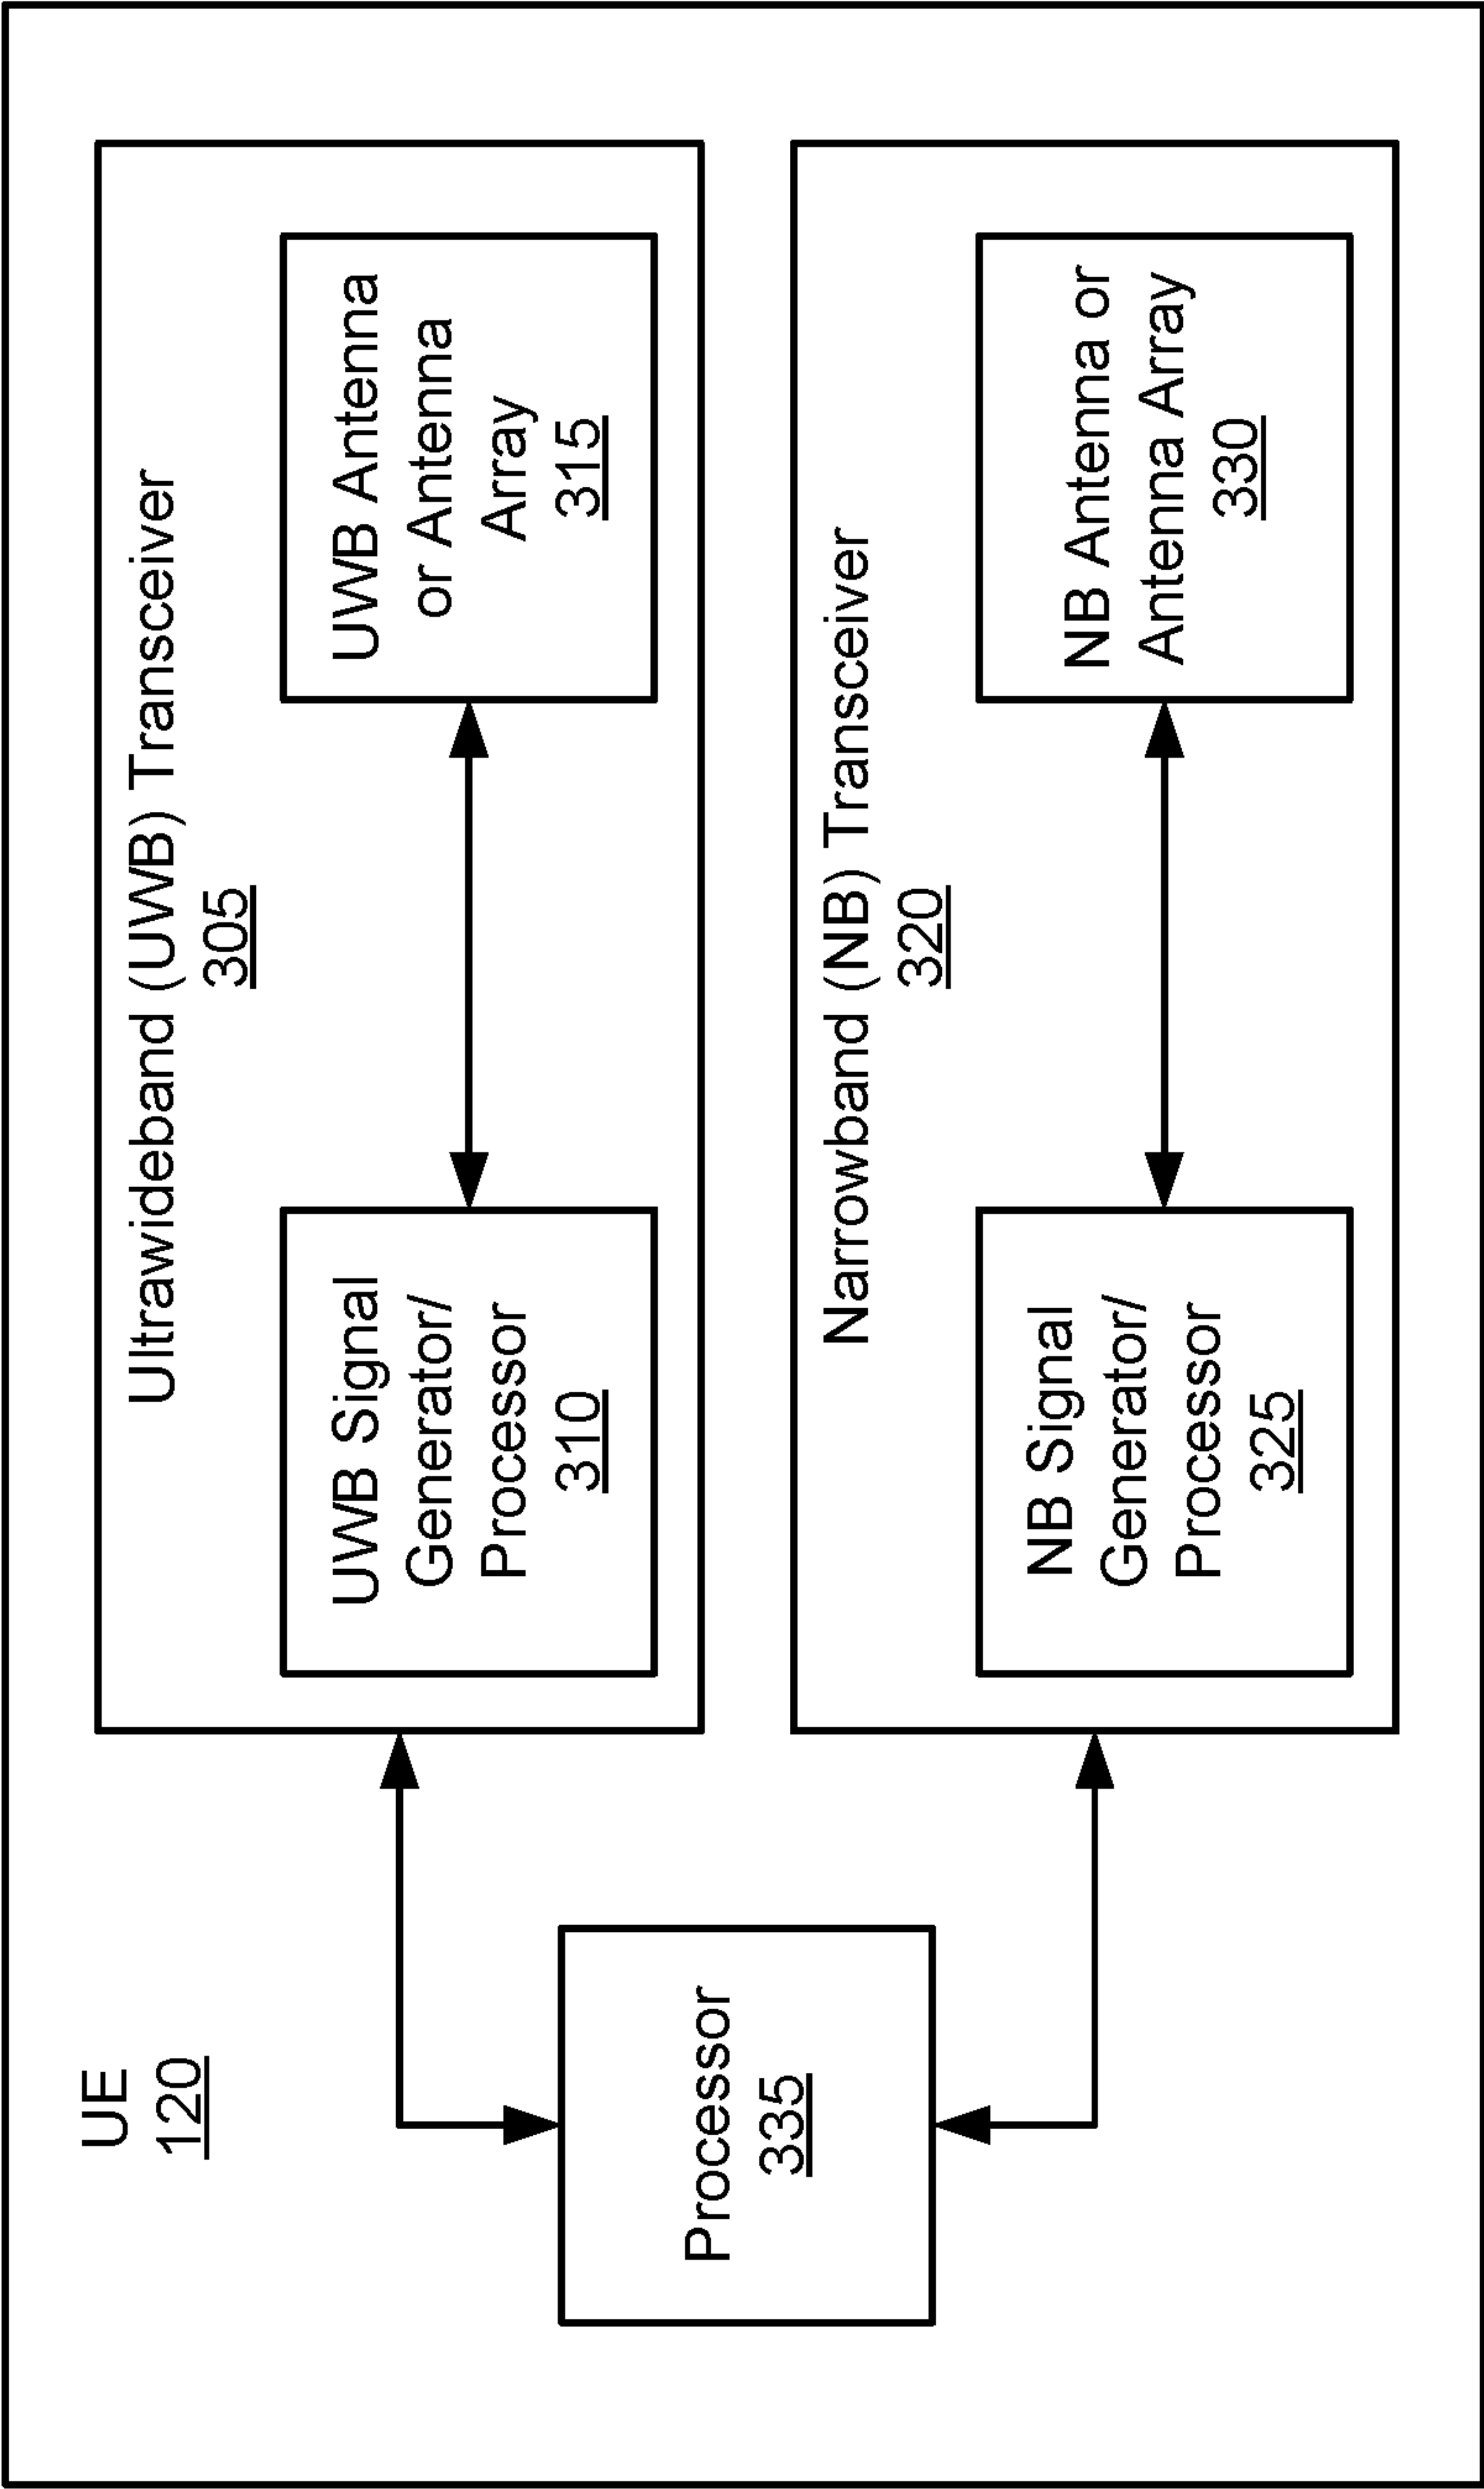 UE
120
Processor
335
Ultrawideband (UWB) Transceiver
305
UWB Signal
Generator/
Processor
310
UWB Antenna
or Antenna
Array
315
Narrowband (NB) Transceiver
320
NB Signal
Generator/
Processor
325
NB Antenna or
Antenna Array
330